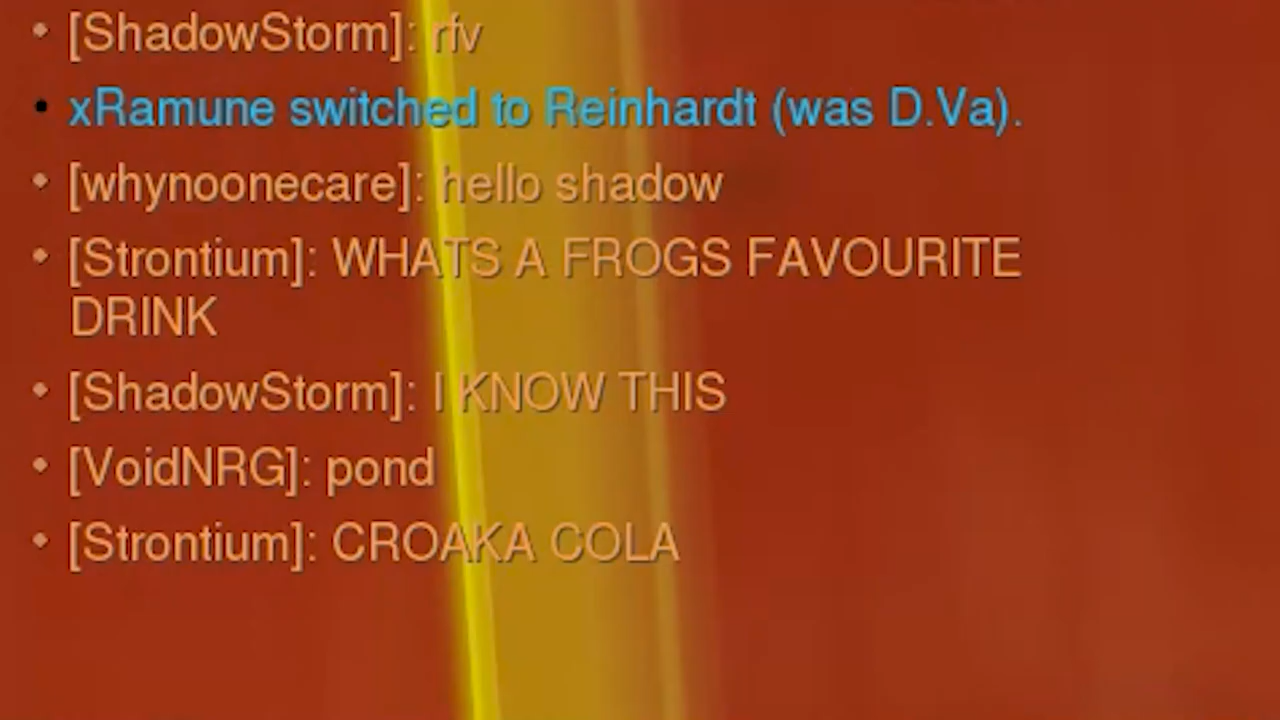 [ShadowStorm]: rfv
xRamune switched to Reinhardt (was D.Va).
[whynoonecare]: hello shadow
[Strontium]: WHATS A FROGS FAVOURITE
DRINK
[ShadowStorm]: I KNOW THIS
[VoidNRG]: pond
[Strontium]: CROAKA COLA